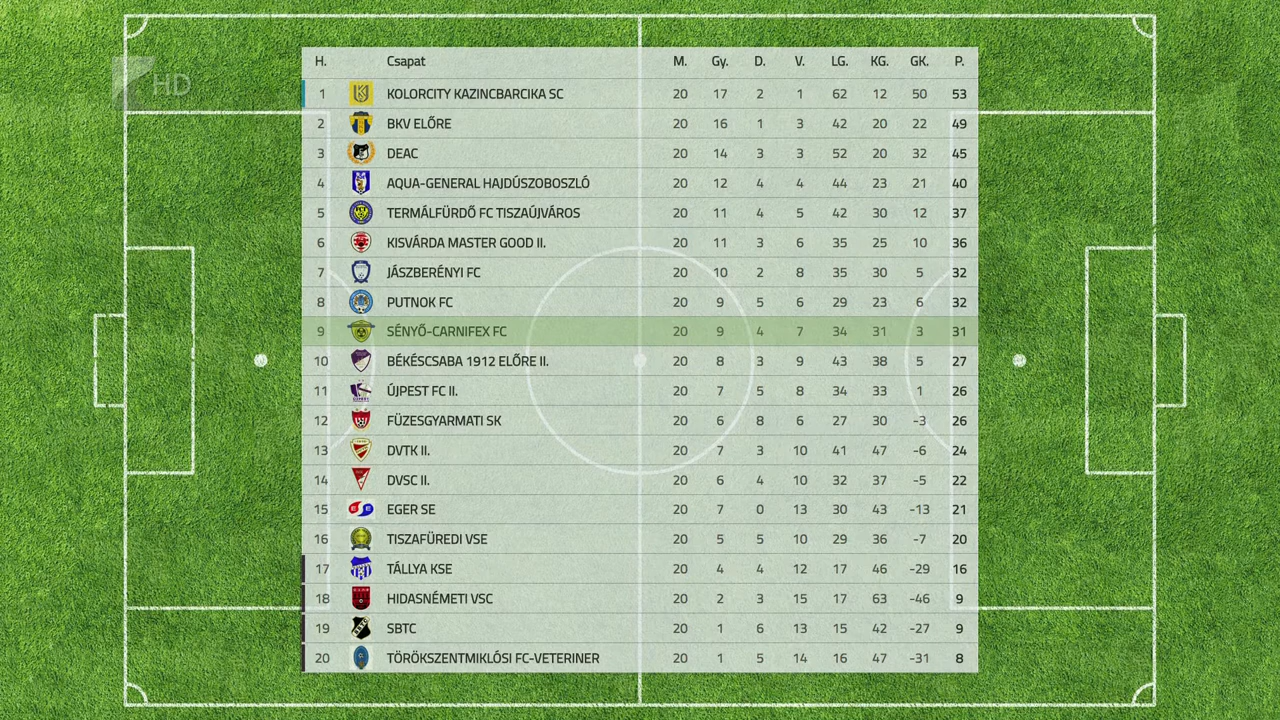 H. Csapat M. Gy. D. V. LG. KG. GK. P.
HD
1 KOLORCITY KAZINCBARCIKA SC 20 17 2 1 62 12 50 53
2 BKV ELŐRE 20 16 1 3 42 20 22 49
3 DEAC 20 14 3 3 52 20 32 45
4 AQUA-GENERAL HAJDÚSZOBOSZLÓ 20 12 4 4 44 23 21 40
5 TERMÁLFÜRDŐ FC TISZAÚJVÁROS 20 11 4 5 42 30 12 37
6 KISVÁRDA MASTER GOOD II. 20 11 3 6 35 25 10 36
7 JÁSZBERÉNYI FC 20 10 2 8 35 30 5 32
8 PUTNOK FC 20 9 5 6 29 23 6 32
9 SÉNYŐ-CARNIFEX FC 20 9 4 7 34 31 3 31
10 BÉKÉSCSABA 1912 ELŐRE II. 20 8 3 9 43 38 5 27
11 ÚJPEST FC II. 20 7 5 8 34 33 1 26
12 FÜZESGYARMATI SK 20 6 8 6 27 30 -3 26
13 DVTK II. 20 7 3 10 41 47 -6 24
14 DVSC II. 20 6 4 10 32 37 -5 22
15 EGER SE 20 7 0 13 30 43 -13 21
16 TISZAFÜREDI VSE 20 5 5 10 29 36 -7 20
17 TÁLLYA KSE 20 4 4 12 17 46 -29 16
18 HIDASNÉMETI VSC 20 2 3 15 17 63 -46 9
19 SBTC 20 1 6 13 15 42 -27 9
20 TÖRÖKSZENTMIKLÓSI FC-VETERINER 20 1 5 14 16 47 -31 8